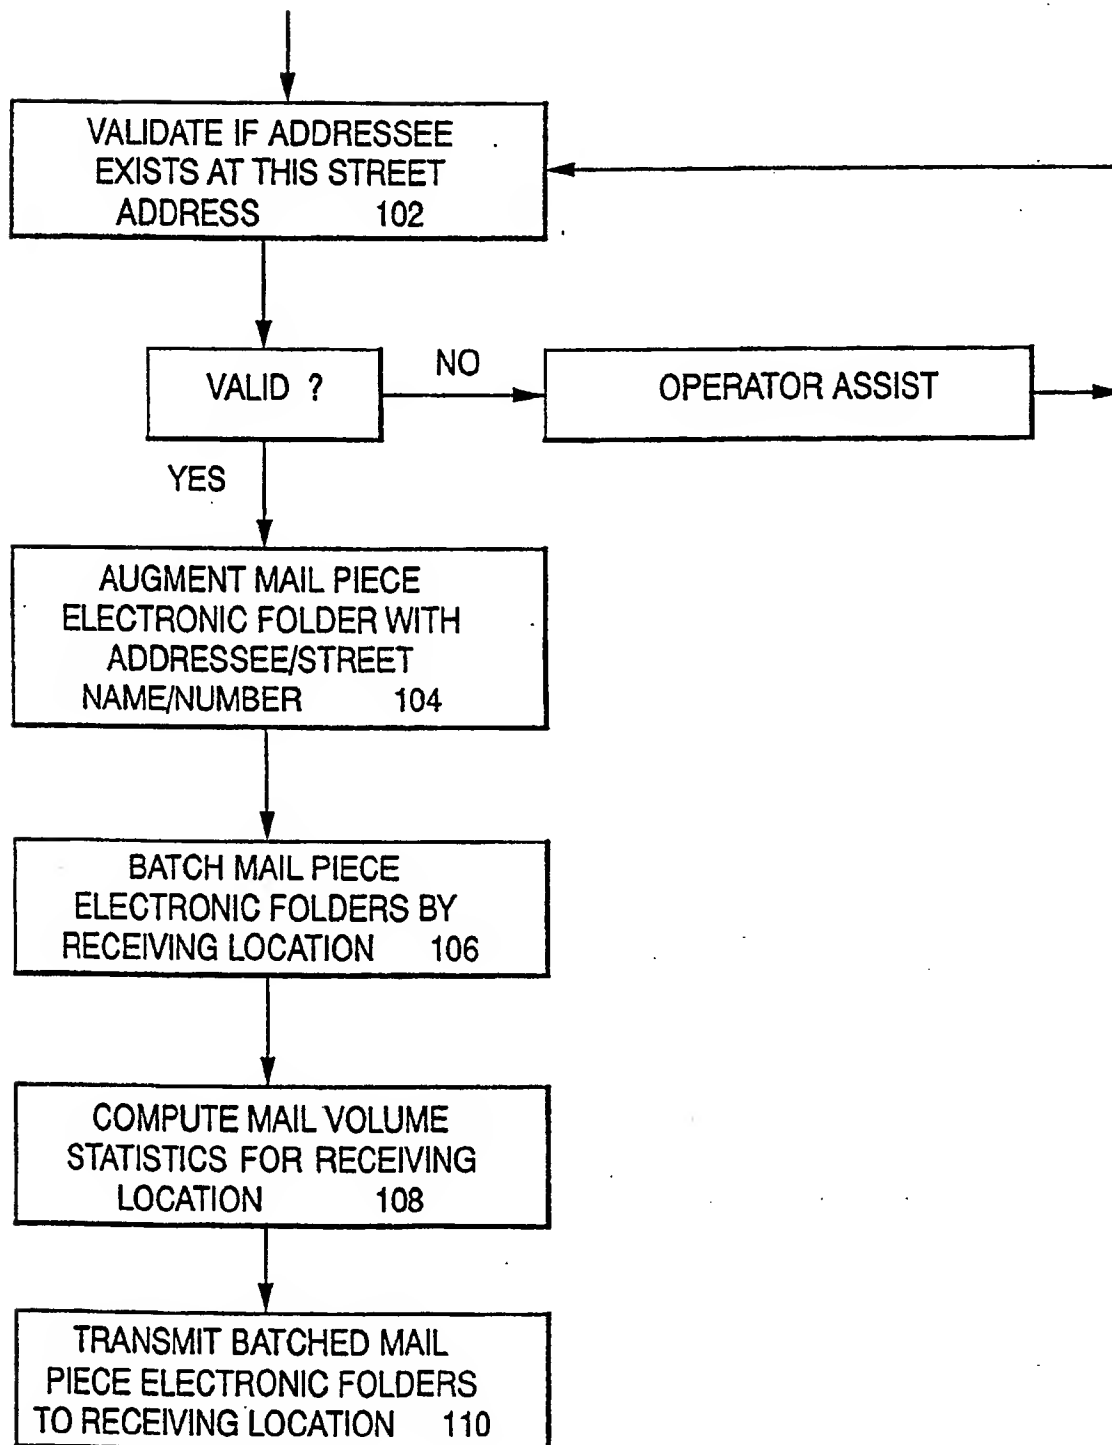 VALIDATE IF ADDRESSEE
EXISTS AT THIS STREET
ADDRESS 102
VALID ?
NO
OPERATOR ASSIST
YES
AUGMENT MAIL PIECE
ELECTRONIC FOLDER WITH
ADDRESSEE/STREET
NAME/NUMBER 104
BATCH MAIL PIECE
ELECTRONIC FOLDERS BY
RECEIVING LOCATION 106
COMPUTE MAIL VOLUME
STATISTICS FOR RECEIVING
LOCATION 108
TRANSMIT BATCHED MAIL
PIECE ELECTRONIC FOLDERS
TO RECEIVING LOCATION 110